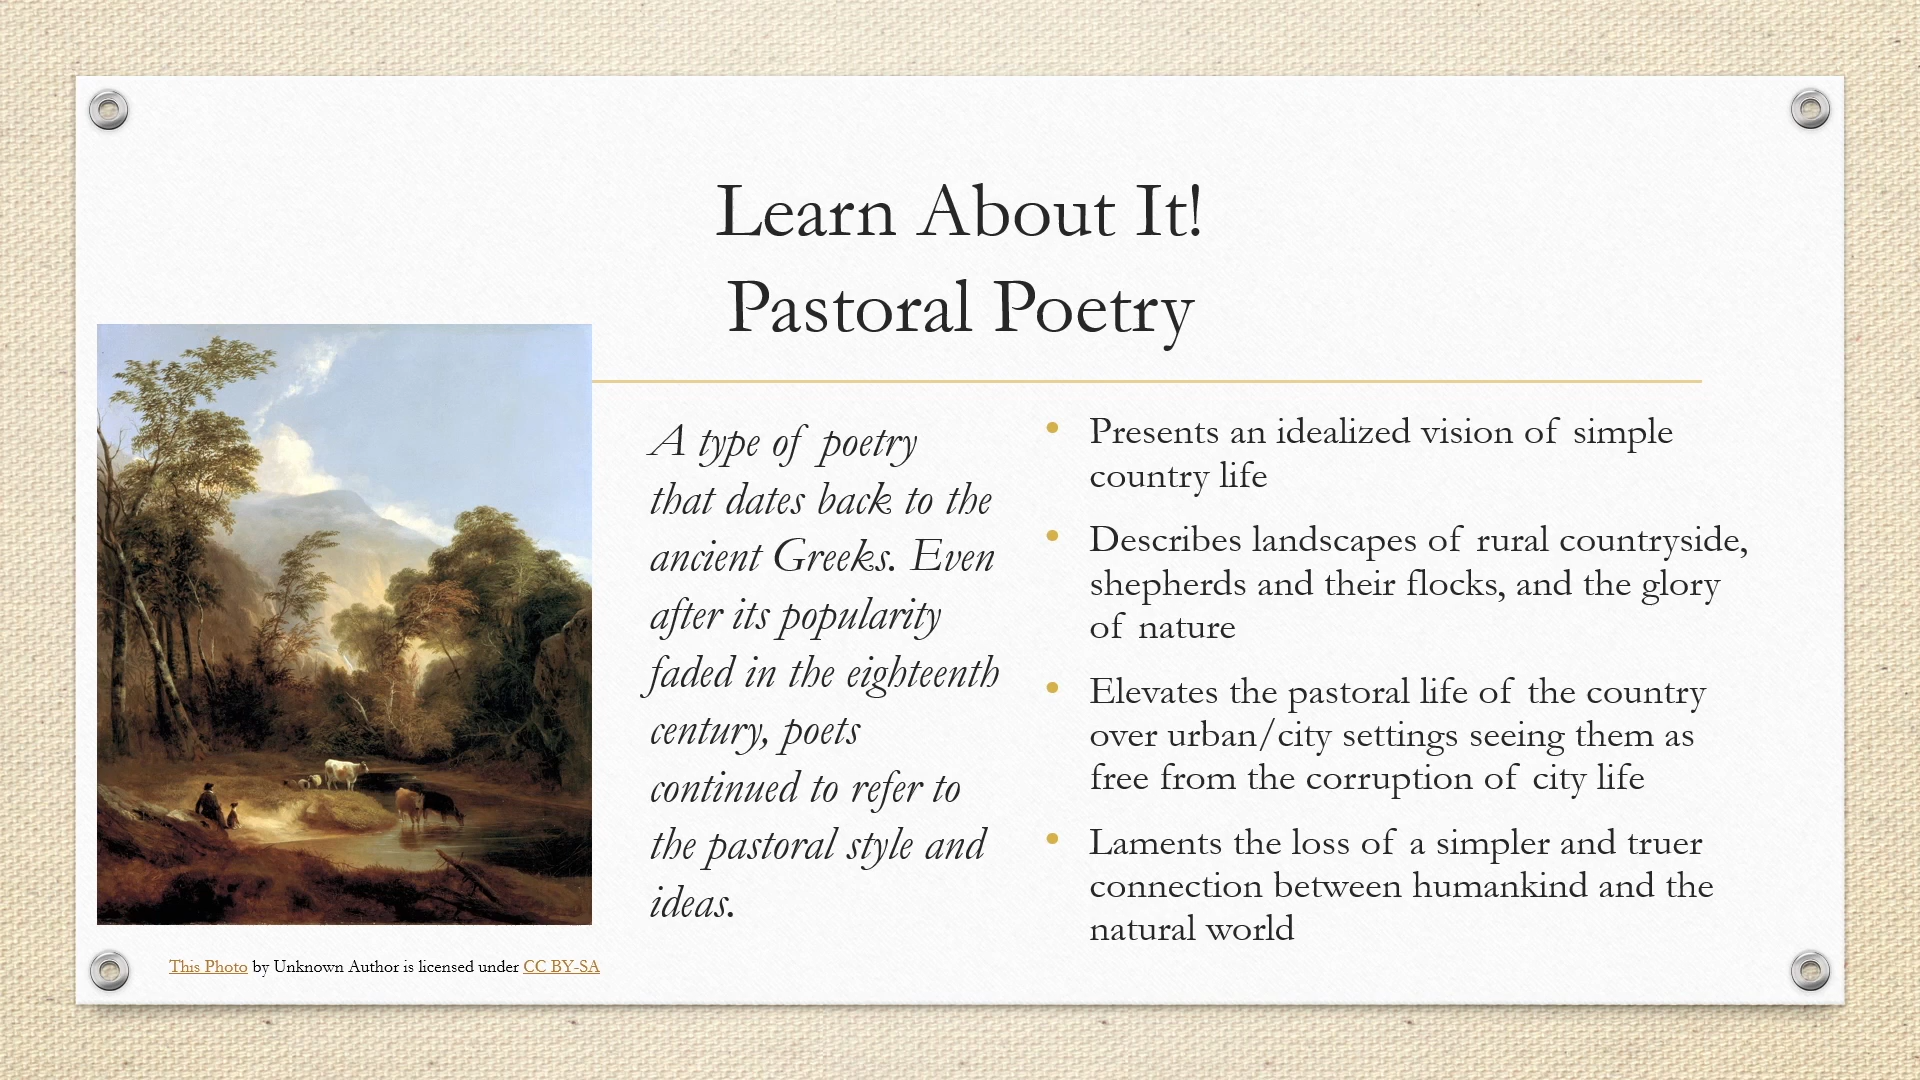 Learn About It!
Pastoral Poetry
A type of poetry
that dates back to the
ancient Greeks. Even
after its popularity
faded in the eighteenth
century, poets
continued to refer to
the pastoral style and
ideas.
• Presents an idealized vision of simple
country life
• Describes landscapes of rural countryside,
shepherds and their flocks, and the glory
of nature
• Elevates the pastoral life of the country
over urban/city settings seeing them as
free from the corruption of city life
• Laments the loss of a simpler and truer
connection between humankind and the
natural world
This Photo by Unknown Author is licensed under CC BY-SA